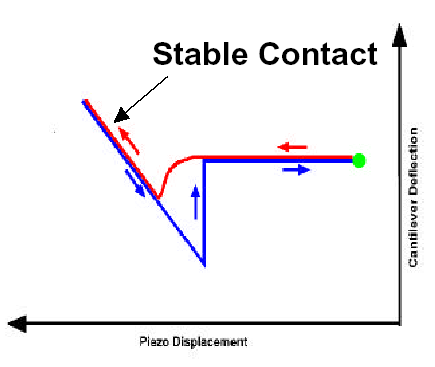 Stable Contact
Cantilever Deflection
Piezo Displacement